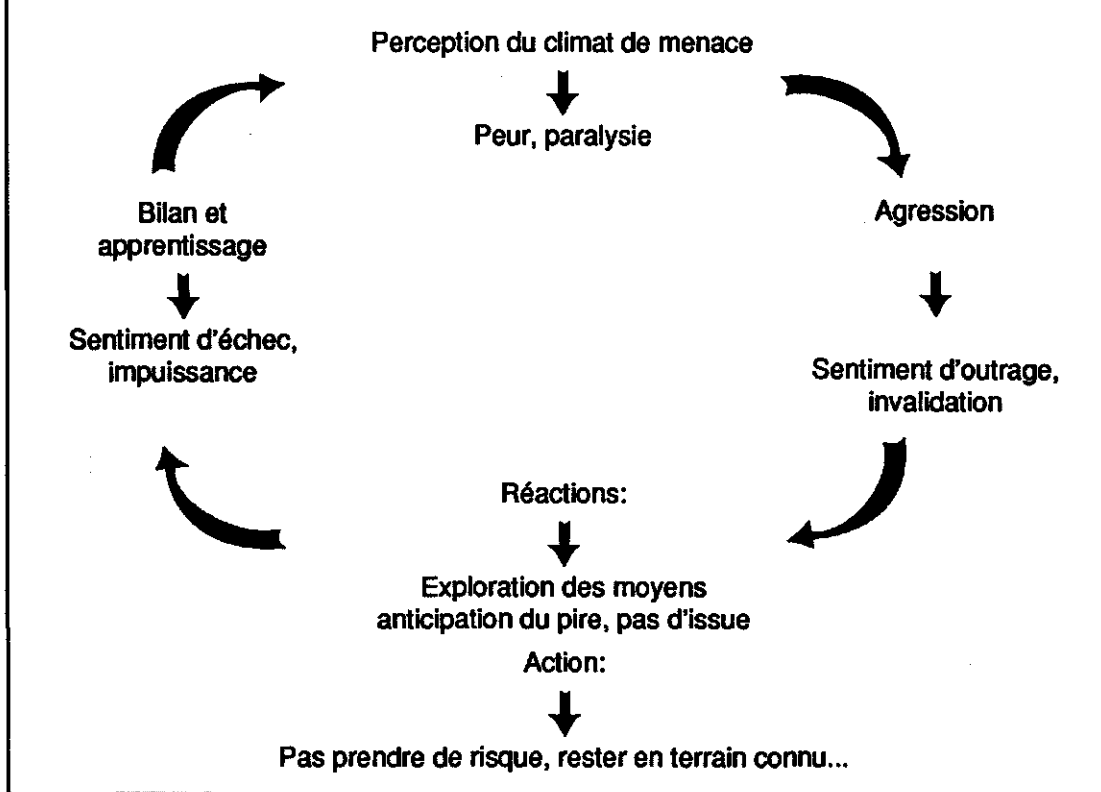 Perception du climat de menace
Peur, paralysie
Bilan et
apprentissage
Agression
Sentiment d'échec,
impuissance
Sentiment d'outrage,
invalidation
Réactions:
Exploration des moyens
anticipation du pire, pas d'issue
Action:
Pas prendre de risque, rester en terrain connu...